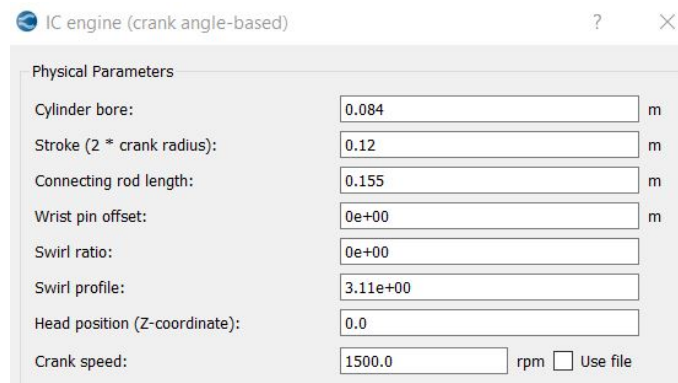 IC engine (crank angle-based) ? ×
Physical Parameters
Cylinder bore: 0.084 m
Stroke (2 * crank radius): 0.12 m
Connecting rod length: 0.155 m
Wrist pin offset: 0e+00 m
Swirl ratio: 0e+00
Swirl profile: 3.11e+00
Head position (Z-coordinate): 0.0
Crank speed: 1500.0 rpm Use file